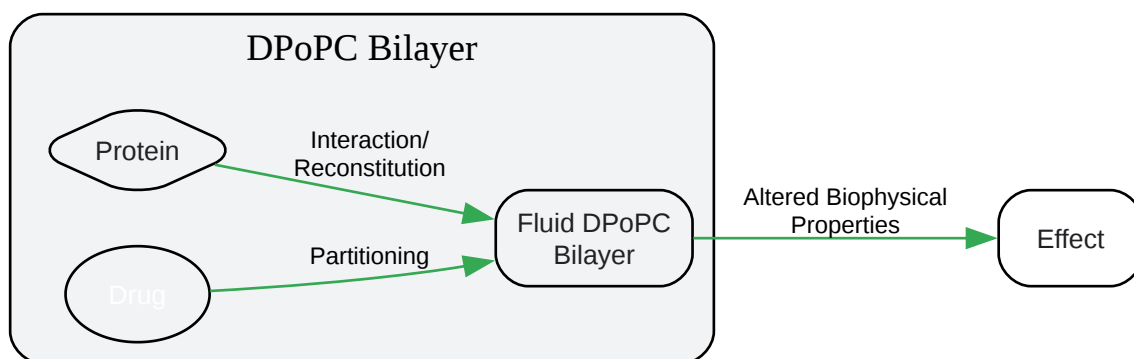 DPoPC Bilayer
Protein
Interaction/
Reconstitution
Drug
Partitioning
Fluid DPoPC
Bilayer
Altered Biophysical
Properties
Effect